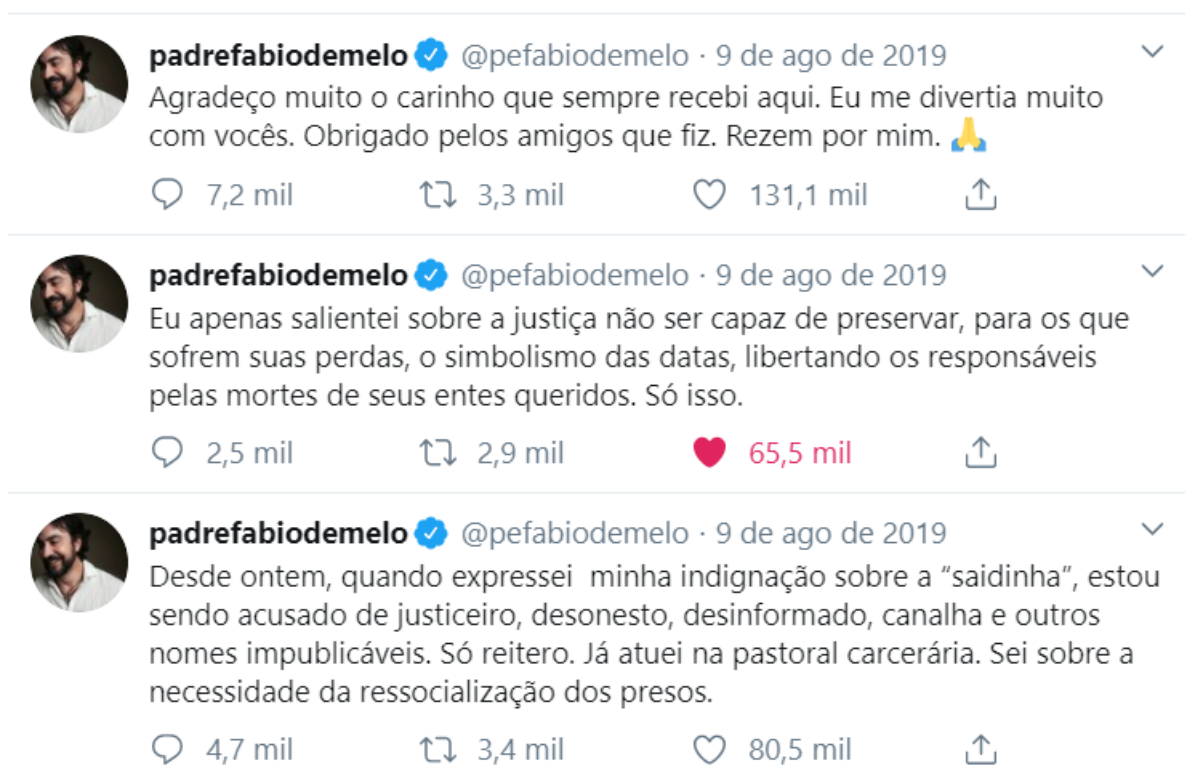 padrefabiodemelo @pefabiodemelo · 9 de ago de 2019
Agradeço muito o carinho que sempre recebi aqui. Eu me divertia muito
com vocês. Obrigado pelos amigos que fiz. Rezem por mim. 🙏
7,2 mil 3,3 mil 131,1 mil
padrefabiodemelo @pefabiodemelo · 9 de ago de 2019
Eu apenas salientei sobre a justiça não ser capaz de preservar, para os que
sofrem suas perdas, o simbolismo das datas, libertando os responsáveis
pelas mortes de seus entes queridos. Só isso.
2,5 mil 2,9 mil 65,5 mil
padrefabiodemelo @pefabiodemelo · 9 de ago de 2019
Desde ontem, quando expressei  minha indignação sobre a “saidinha”, estou
sendo acusado de justiceiro, desonesto, desinformado, canalha e outros
nomes impublicáveis. Só reitero. Já atuei na pastoral carcerária. Sei sobre a
necessidade da ressocialização dos presos.
4,7 mil 3,4 mil 80,5 mil